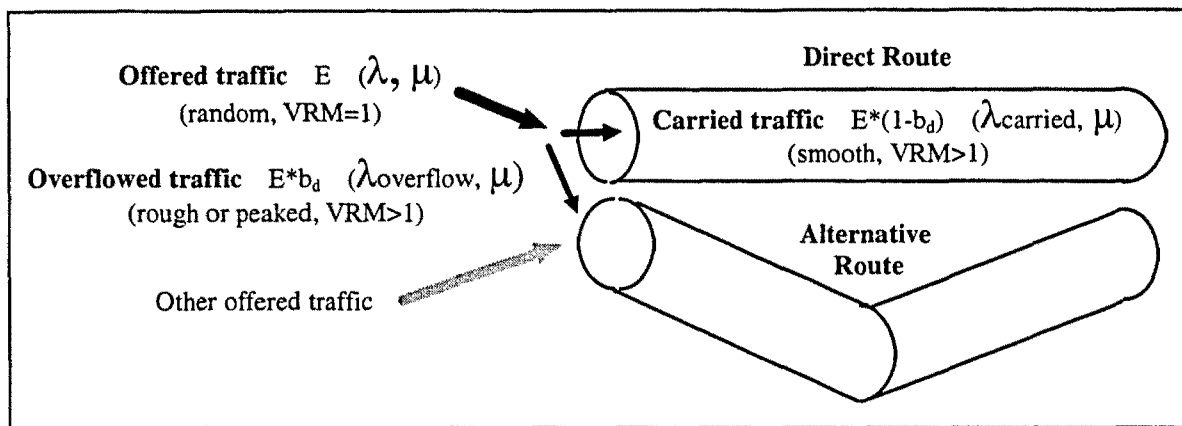 Offered traffic E (λ, μ)
(random, VRM=1)
Overflowed traffic E*b_d (λoverflow, μ)
(rough or peaked, VRM>1)
Other offered traffic
Direct Route
Carried traffic E*(1-b_d) (λcarried, μ)
(smooth, VRM>1)
Alternative
Route